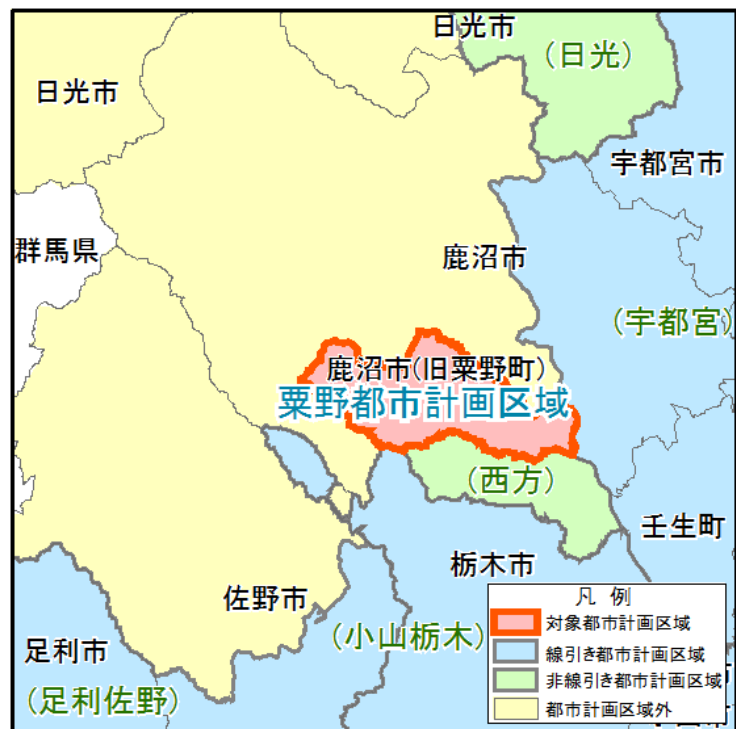 日光市
(日光)
日光市
宇都宮市
群馬県
鹿沼市
(宇都宮)
鹿沼市(旧粟野町)
粟野都市計画区域
(西方)
壬生町
栃木市
佐野市
(小山栃木)
足利市
(足利佐野)
凡 例
対象都市計画区域
線引き都市計画区域
非線引き都市計画区域
都市計画区域外
市